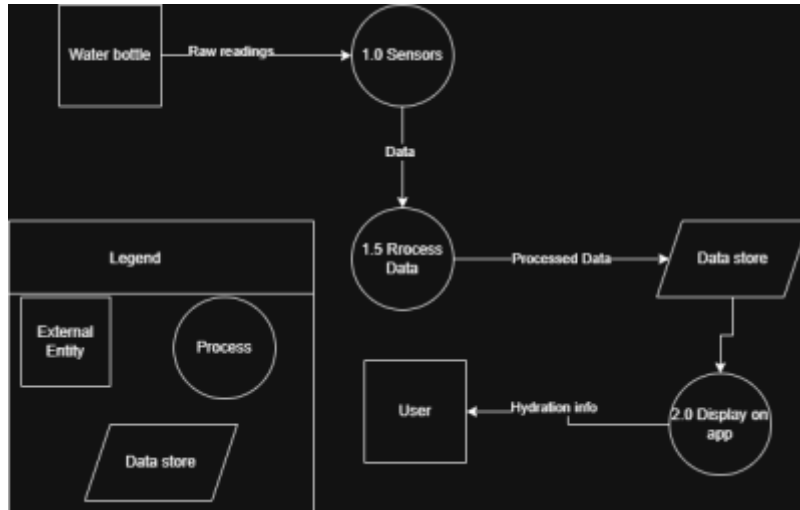 Water bottle
Raw readings
1.0 Sensors
Data
1.5 Rrocess
Data
Processed Data
Data store
Legend
External
Entity
Process
Data store
User
Hydration info
2.0 Display on
app